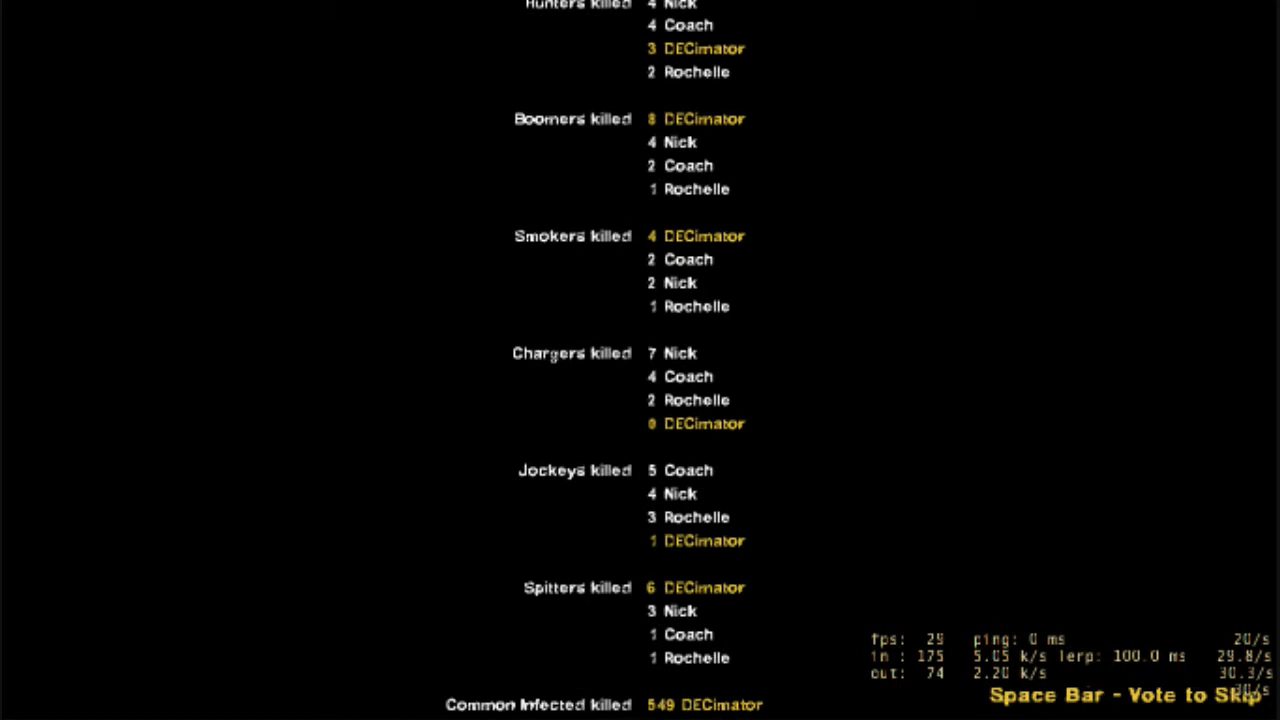 Hunters killed 4 Nick
4 Coach
3 DECimator
2 Rochelle
Boomers killed 8 DECimator
4 Nick
2 Coach
1 Rochelle
Smokers killed 4 DECimator
2 Coach
2 Nick
1 Rochelle
Chargers killed 7 Nick
4 Coach
2 Rochelle
0 DECimator
Jockeys killed 5 Coach
4 Nick
3 Rochelle
1 DECimator
Spitters killed 6 DECimator
3 Nick
1 Coach
1 Rochelle
Common Infected killed 549 DECimator
fps: 29 ping: 0 ms 20/s
in : 175 5.05 k/s lerp: 100.0 ms 29.8/s
out: 74 2.20 k/s 30.3/s
Space Bar - Vote to Skip